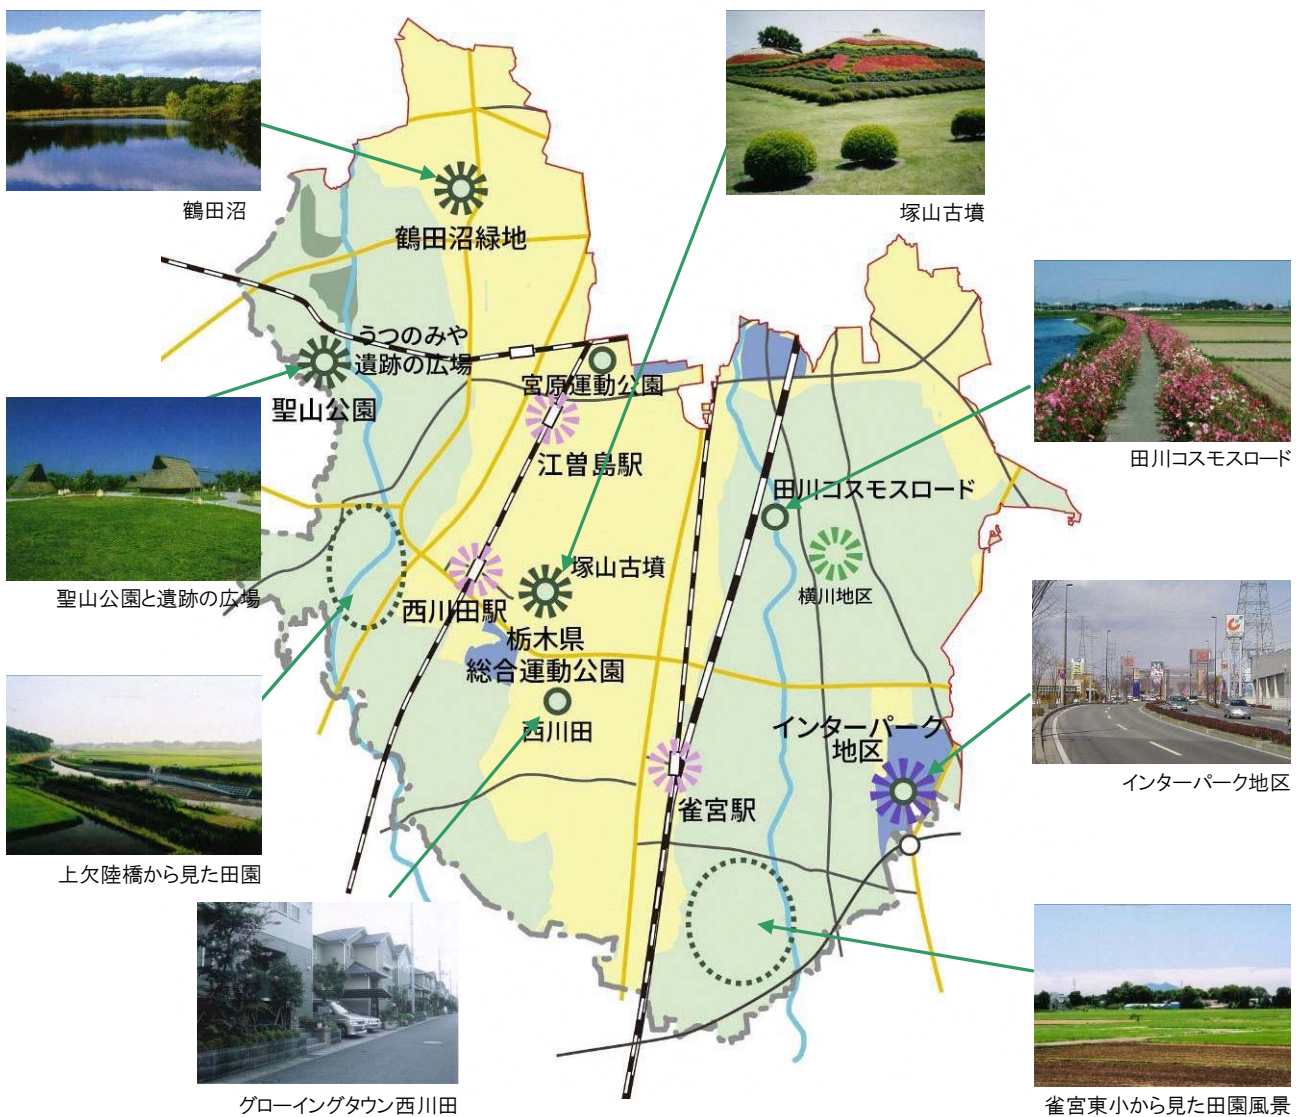 鶴田沼
塚山古墳
鶴田沼緑地
うつのみや
遺跡の広場
聖山公園
宮原運動公園
江曽島駅
田川コスモスロード
田川コスモスロード
聖山公園と遺跡の広場
塚山古墳
西川田駅
横川地区
栃木県
総合運動公園
西川田
インターパーク
地区
インターパーク地区
雀宮駅
上欠陸橋から見た田園
グローイングタウン西川田
雀宮東小から見た田園風景